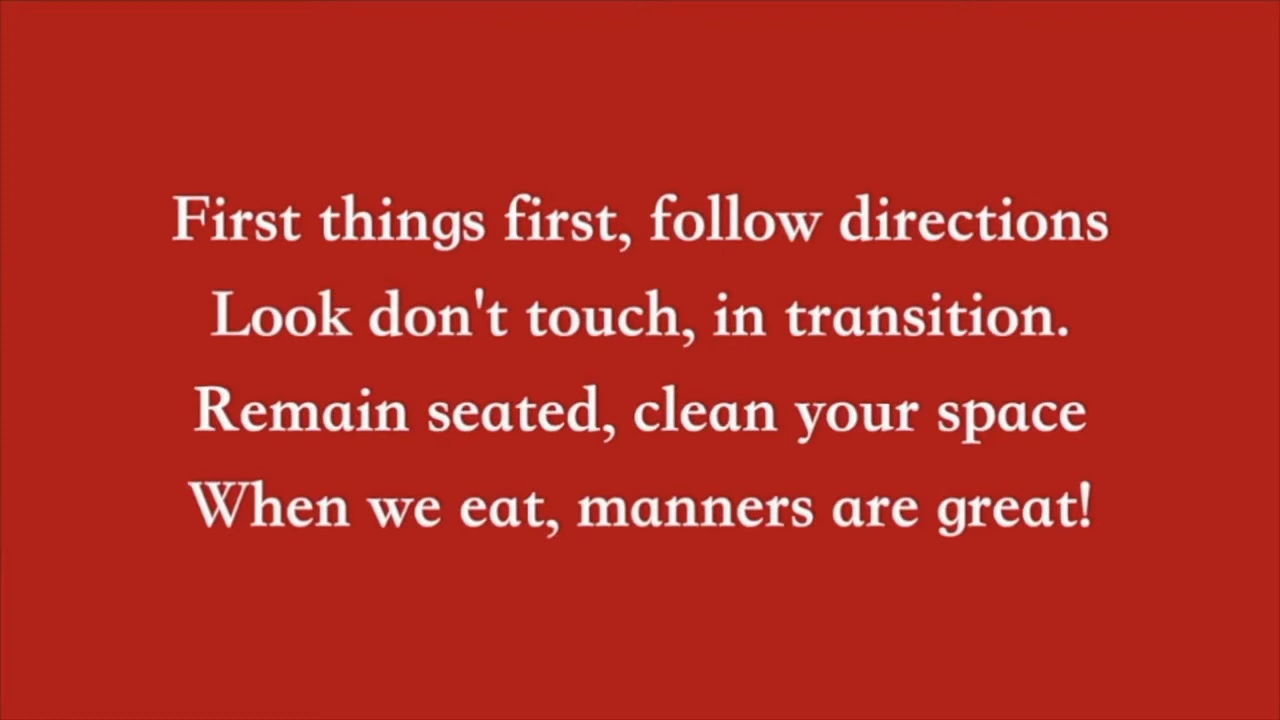 First things first, follow directions
Look don't touch, in transition.
Remain seated, clean your space
When we eat, manners are great!